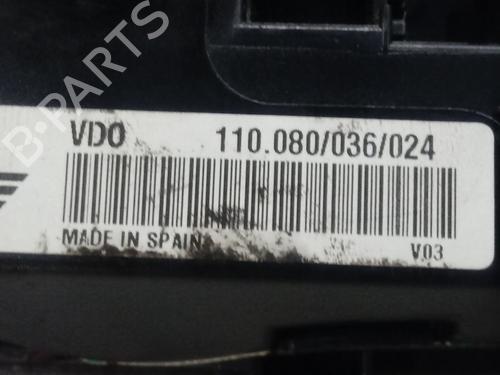 B-PARTS
VDO 110.080/036/024
MADE IN SPAIN V03